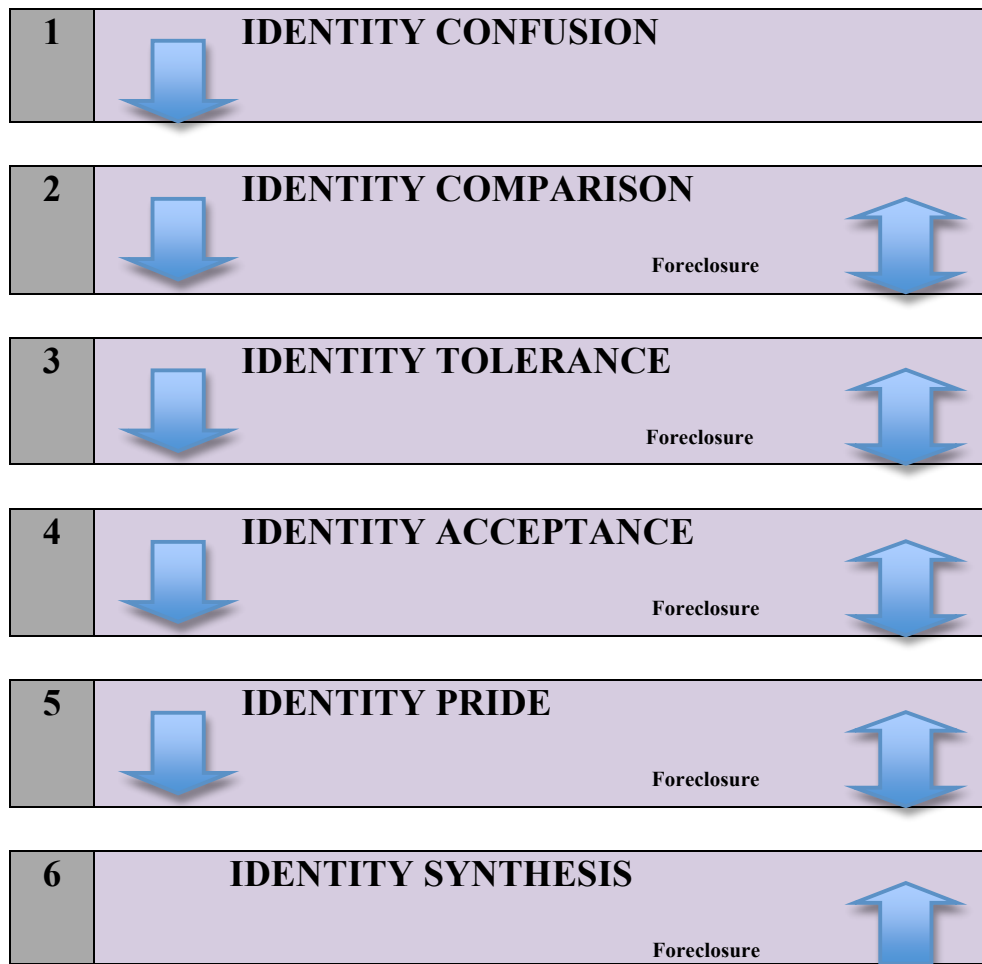 1 IDENTITY CONFUSION
2 IDENTITY COMPARISON
Foreclosure
3 IDENTITY TOLERANCE
Foreclosure
4 IDENTITY ACCEPTANCE
Foreclosure
5 IDENTITY PRIDE
Foreclosure
6 IDENTITY SYNTHESIS
Foreclosure